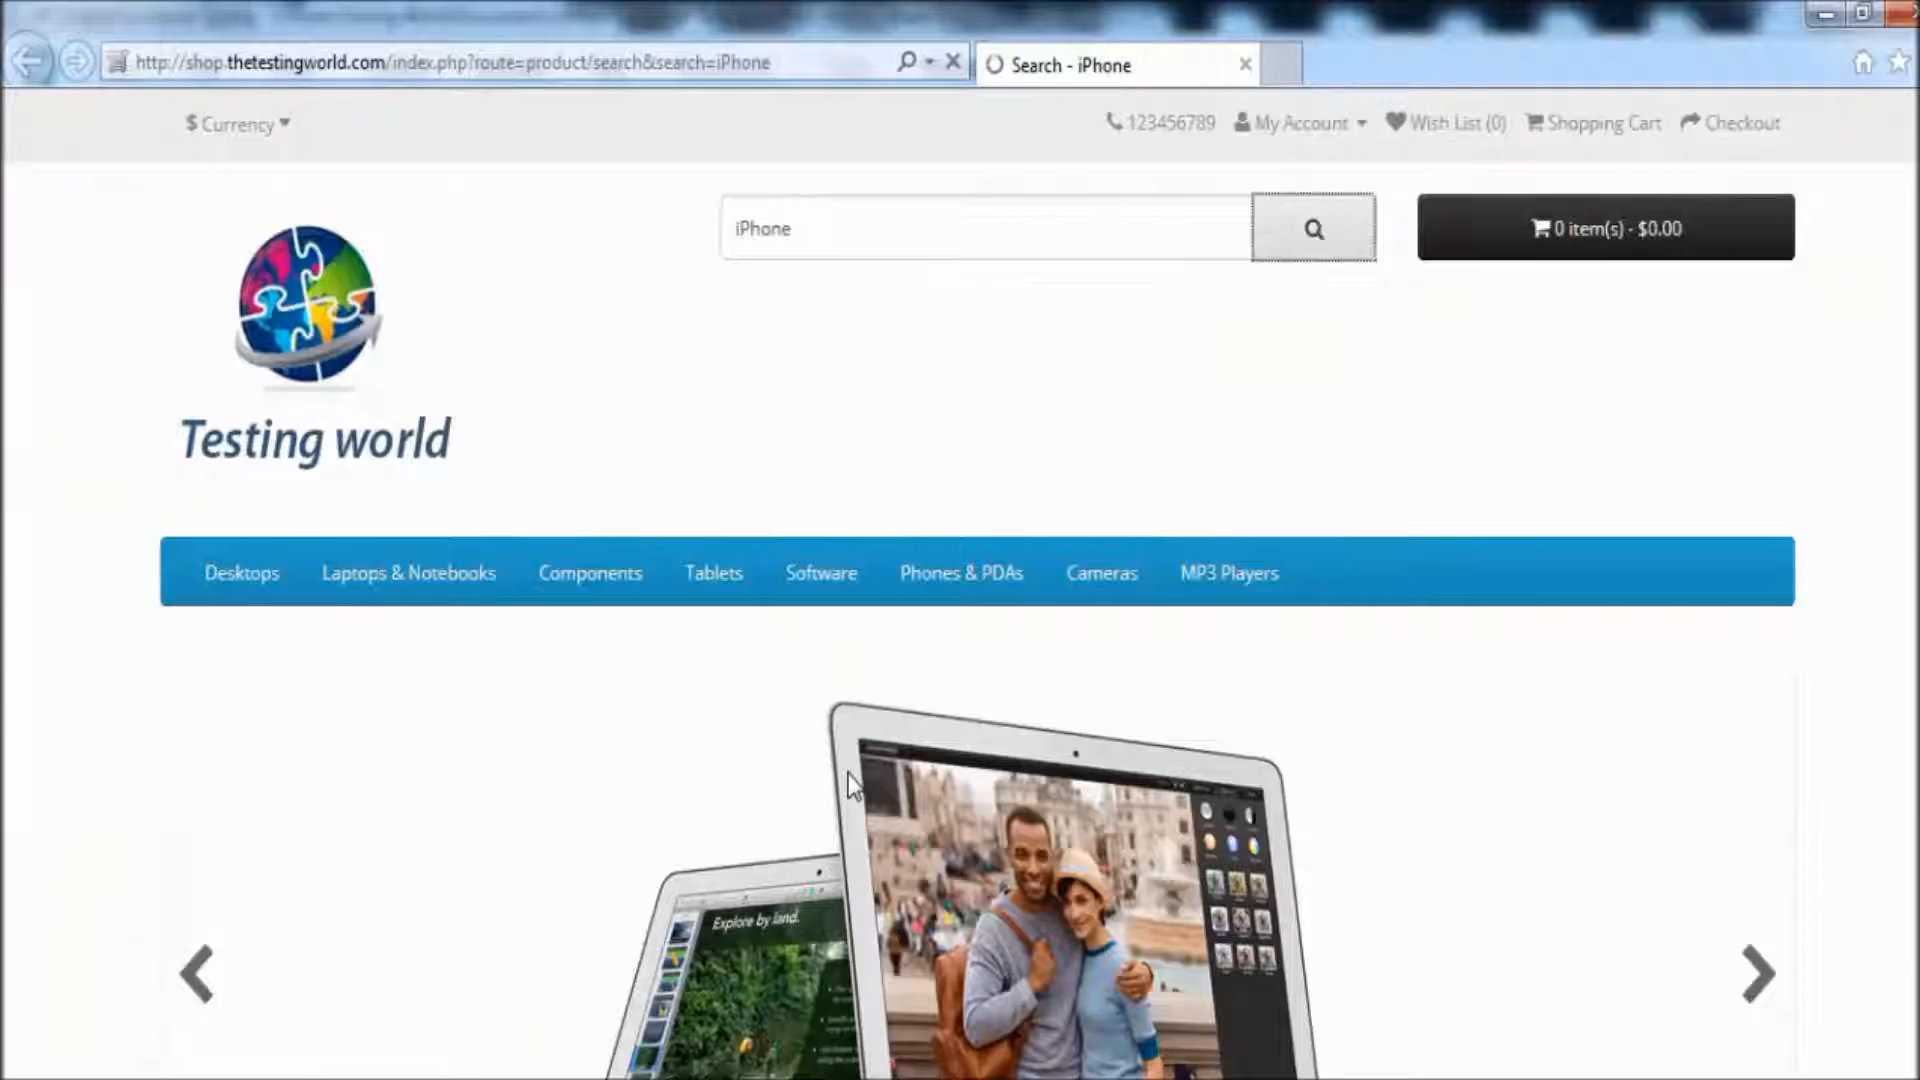 http://shop.thetestingworld.com/index.php?route=product/search&search=iPhone
Search - iPhone
$ Currency
123456789
My Account
Wish List (0)
Shopping Cart
Checkout
iPhone
0 item(s) - $0.00
Testing world
Desktops
Laptops & Notebooks
Components
Tablets
Software
Phones & PDAs
Cameras
MP3 Players
Explore by land.